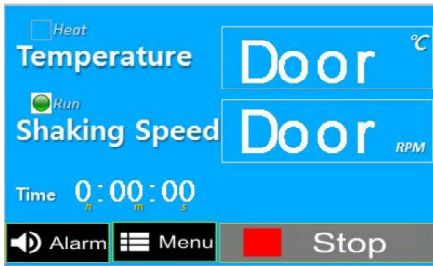 Heat
Temperature Door °C
Run
Shaking Speed Door RPM
Time 0:00:00
h m s
Alarm Menu Stop